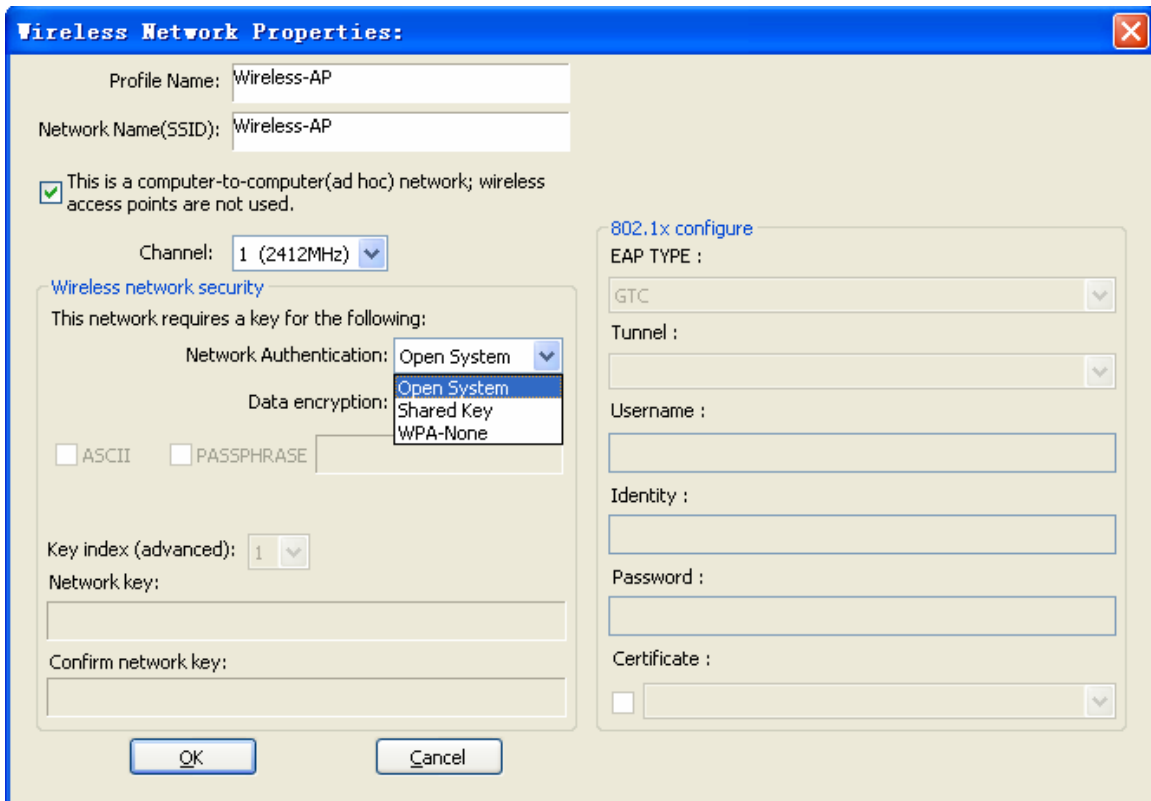 Wireless Network Properties:
Profile Name: Wireless-AP
Network Name(SSID): Wireless-AP
This is a computer-to-computer(ad hoc) network; wireless
access points are not used.
Channel: 1 (2412MHz)
Wireless network security
This network requires a key for the following:
Network Authentication: Open System
Open System
Shared Key
WPA-None
Data encryption:
ASCII PASSPHRASE
Key index (advanced): 1
Network key:
Confirm network key:
802.1x configure
EAP TYPE :
GTC
Tunnel :
Username :
Identity :
Password :
Certificate :
OK Cancel